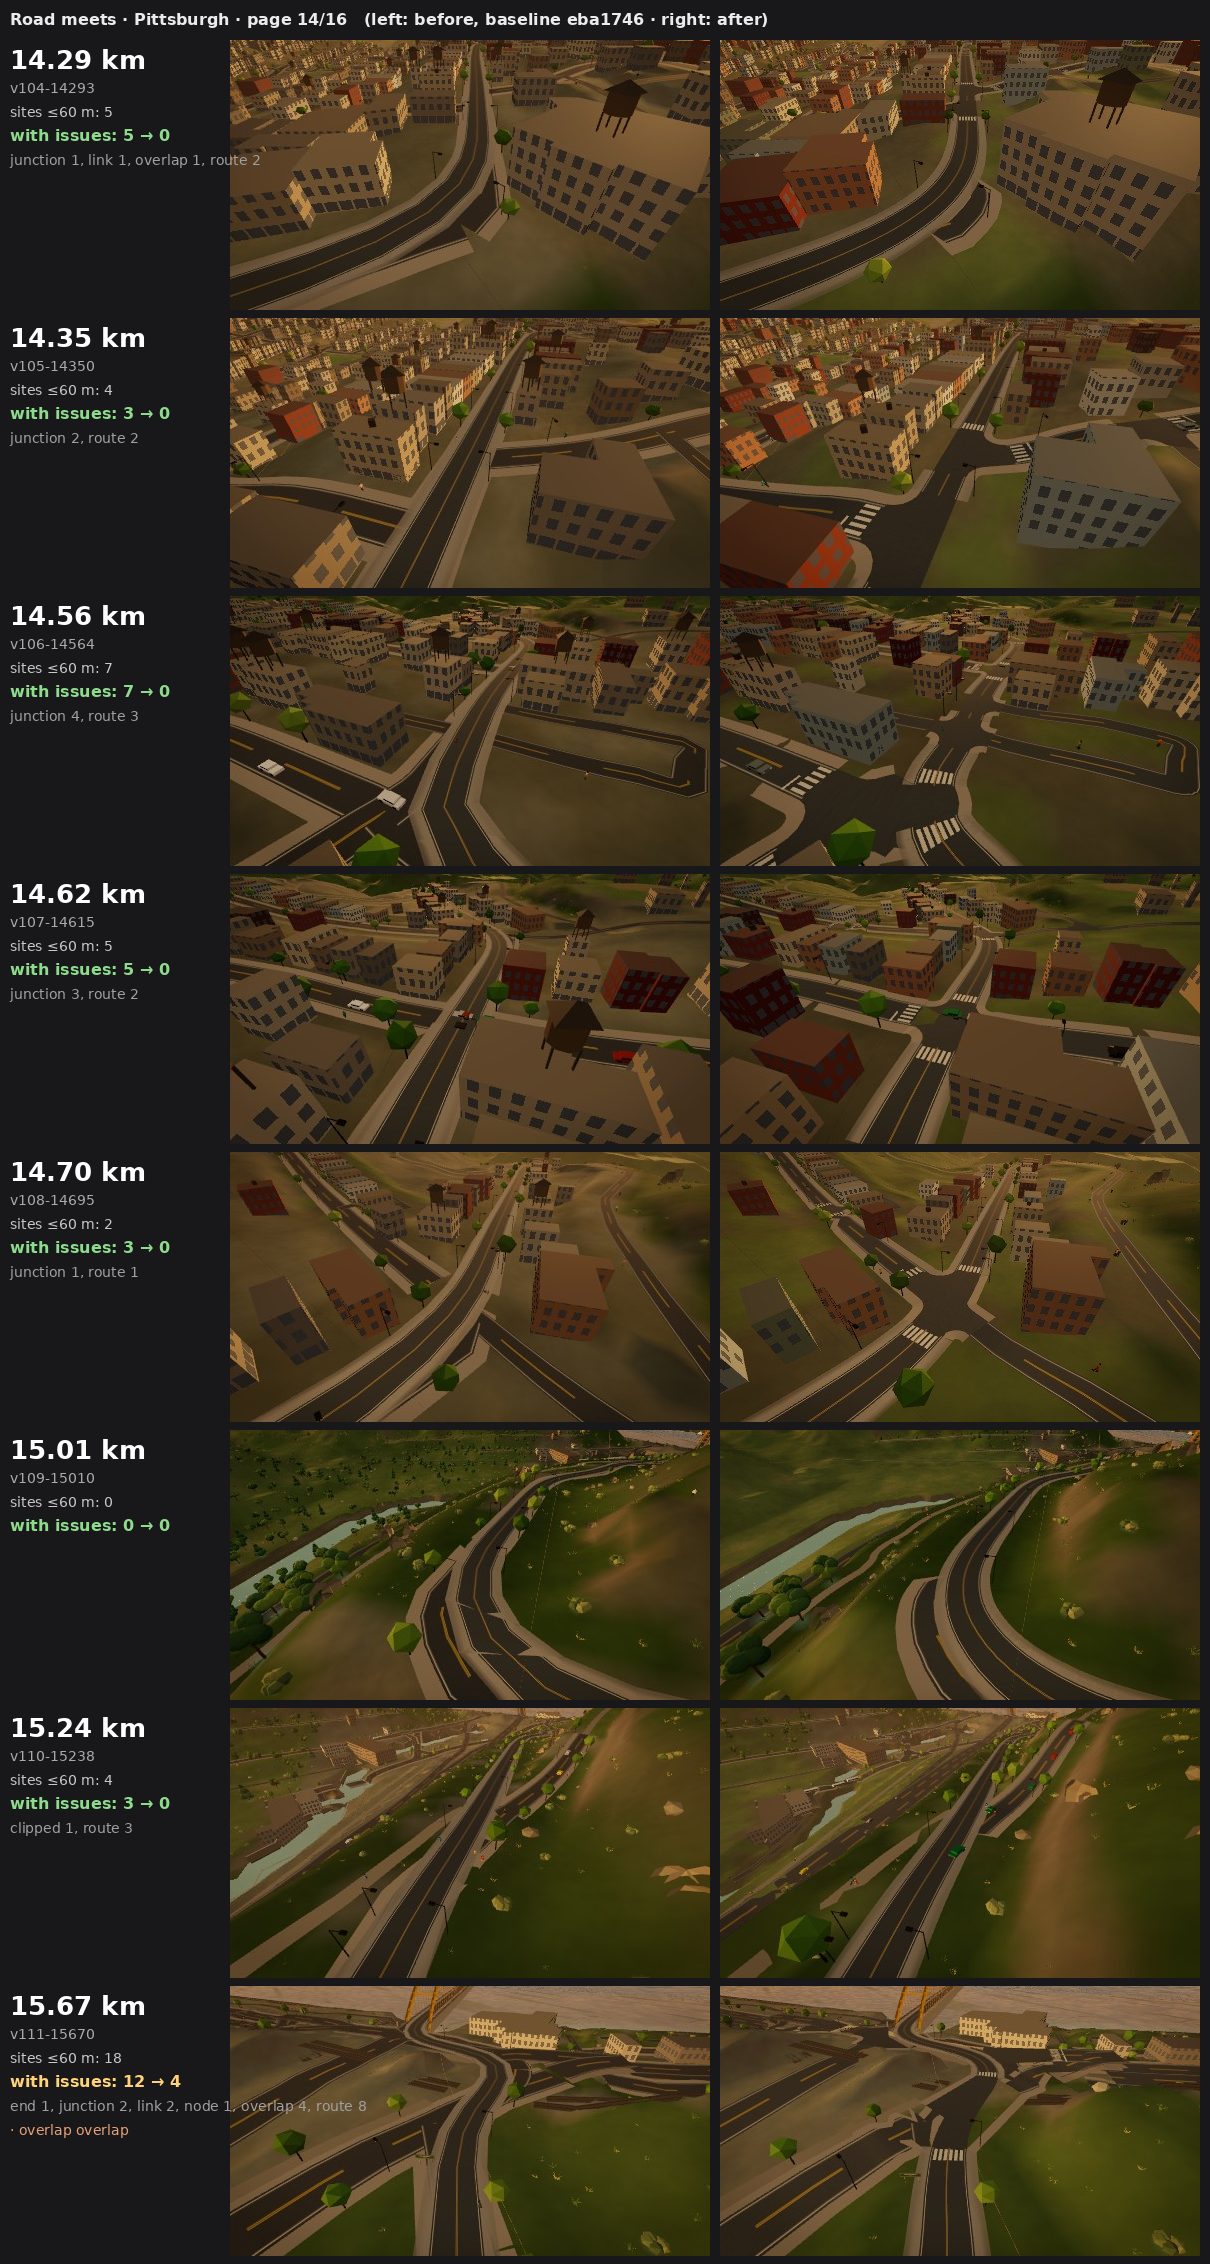 Road meets · Pittsburgh · page 14/16 (left: before, baseline eba1746 · right: after)
14.29 km
v104-14293
sites ≤60 m: 5
with issues: 5 → 0
junction 1, link 1, overlap 1, route 2
14.35 km
v105-14350
sites ≤60 m: 4
with issues: 3 → 0
junction 2, route 2
14.56 km
v106-14564
sites ≤60 m: 7
with issues: 7 → 0
junction 4, route 3
14.62 km
v107-14615
sites ≤60 m: 5
with issues: 5 → 0
junction 3, route 2
14.70 km
v108-14695
sites ≤60 m: 2
with issues: 3 → 0
junction 1, route 1
15.01 km
v109-15010
sites ≤60 m: 0
with issues: 0 → 0
15.24 km
v110-15238
sites ≤60 m: 4
with issues: 3 → 0
clipped 1, route 3
15.67 km
v111-15670
sites ≤60 m: 18
with issues: 12 → 4
end 1, junction 2, link 2, node 1, overlap 4, route 8
· overlap overlap